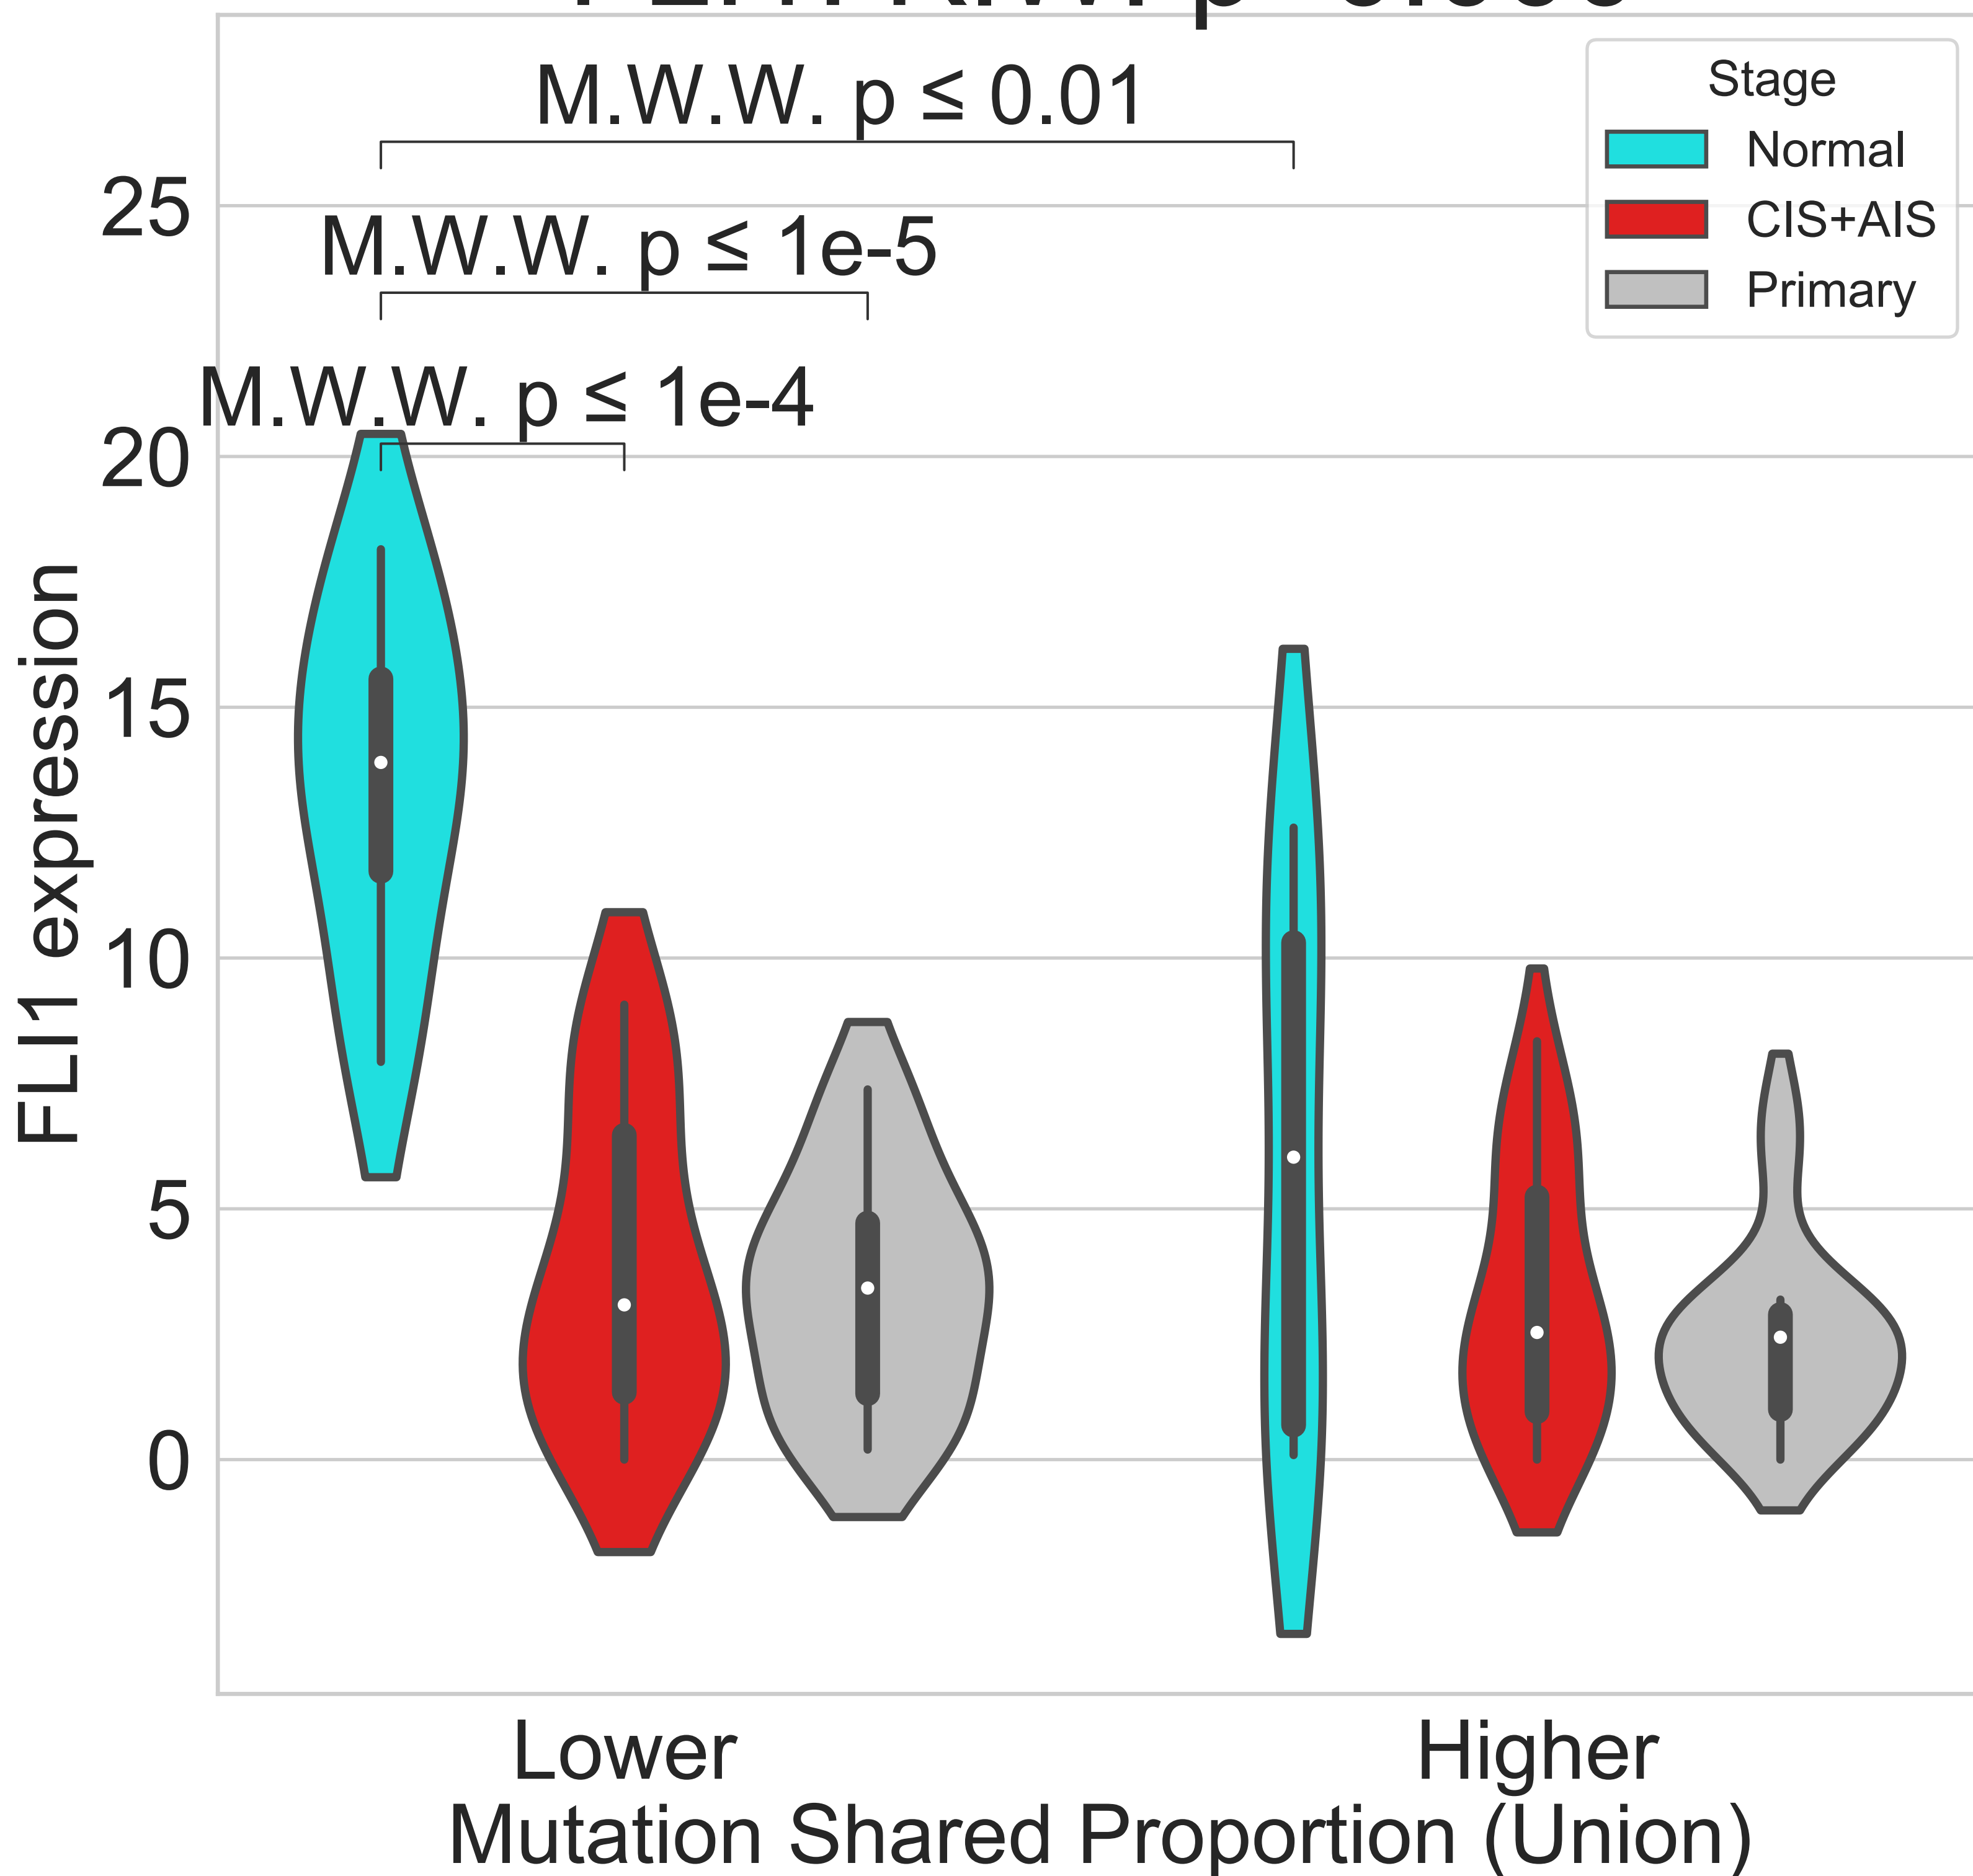 M.W.W. p ≤ 0.01
M.W.W. p ≤ 1e-5
M.W.W. p ≤ 1e-4
Stage
Normal
CIS+AIS
Primary
FLI1 expression
25
20
15
10
5
0
Lower
Higher
Mutation Shared Proportion (Union)